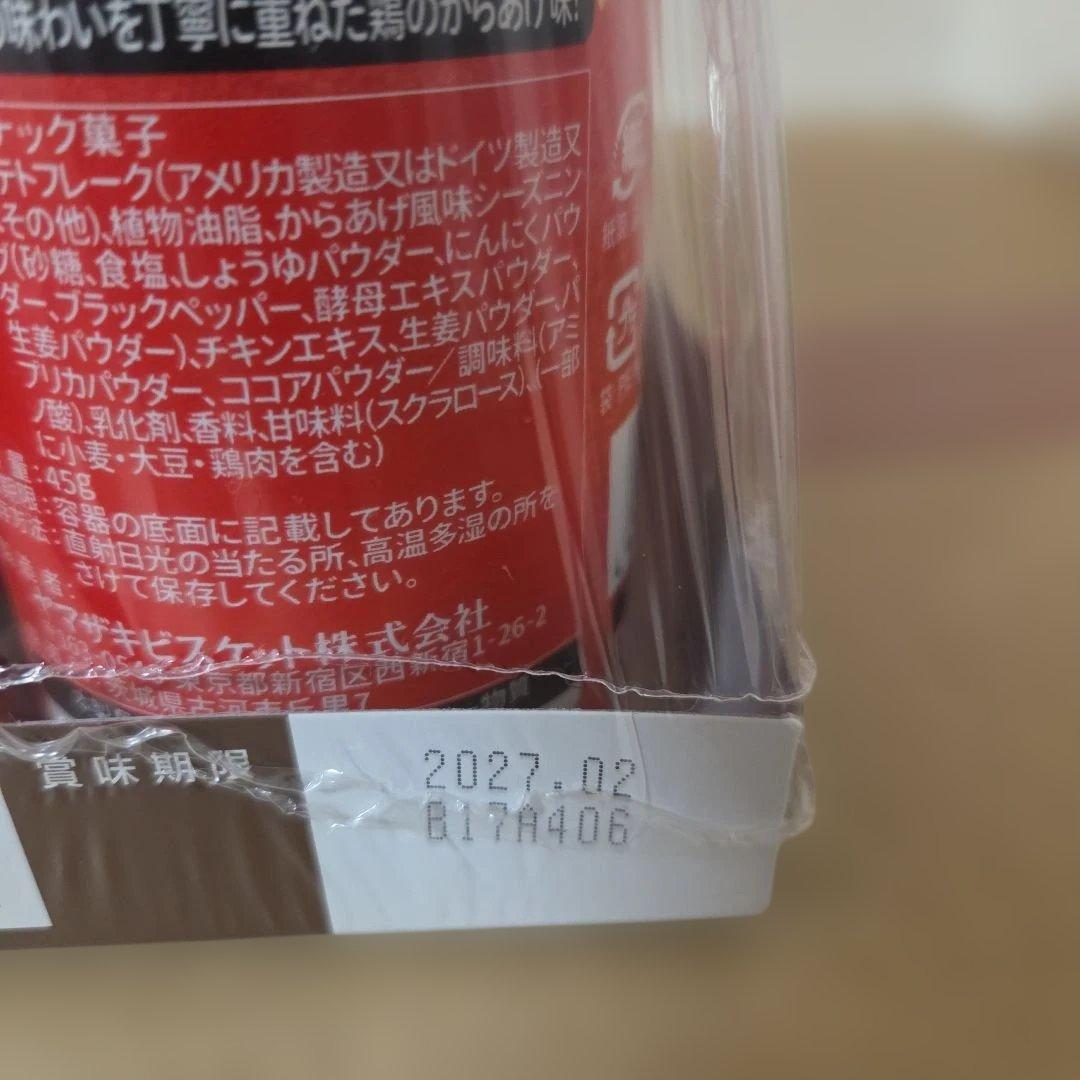 味わいを丁寧に重ねた鶏のからあげ味!
ナック菓子
テトフレーク(アメリカ製造又はドイツ製造又
その他)、植物油脂、からあげ風味シーズニン
グ(砂糖、食塩、しょうゆパウダー、にんにくパウ
ダー、ブラックペッパー、酵母エキスパウダー、
生姜パウダー)、チキンエキス、生姜パウダー、パ
プリカパウダー、ココアパウダー/調味料(アミ
ノ酸)、乳化剤、香料、甘味料(スクラロース)、(一部
に小麦・大豆・鶏肉を含む)
量:45g
:容器の底面に記載してあります。
法:直射日光の当たる所、高温多湿の所を
さけて保存してください。
者:
ヤマザキビスケット株式会社
東京都新宿区西新宿1-26-2
茨城県古河市丘里7
賞味期限
2027.02
B17A406